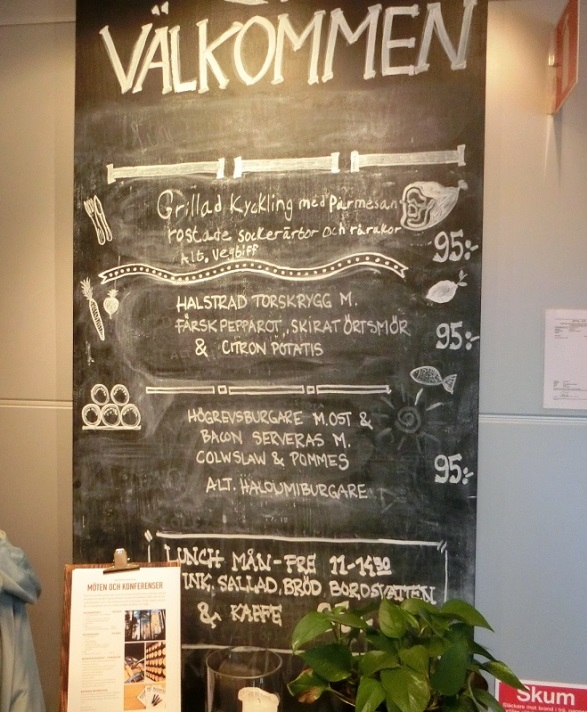 VÄLKOMMEN
Grillad Kyckling med Parmesan
rostade sockerärtor och rårakor
Alt. Vegbiff
95:-
HALSTRAD TORSKRYGG M.
FÄRSK PEPPAROT, SKIRAT ÖRTSMÖR
& CITRON POTATIS
95:-
HÖGREVSBURGARE M.OST &
BACON SERVERAS M.
COLWSLAW & POMMES
95:-
ALT. HALOUMIBURGARE
LUNCH MÅN-FRE 11-14.30
INK. SALLAD, BRÖD, BORDSVATTEN
& KAFFE
MÖTEN OCH KONFERENSER
Skum